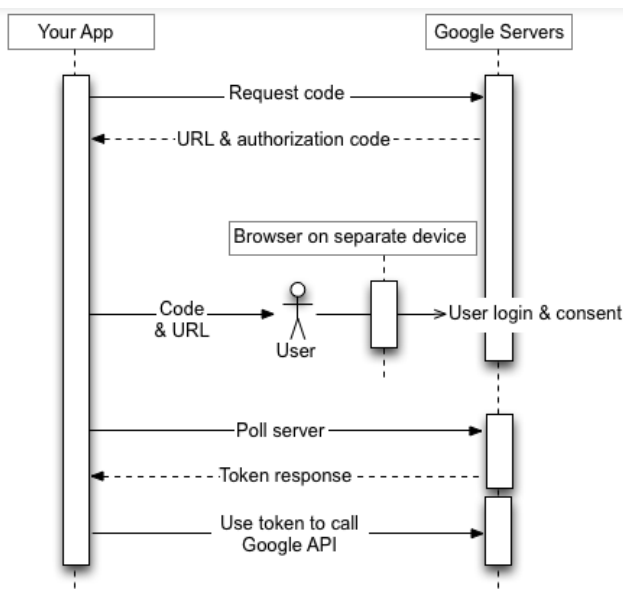 Your App
Google Servers
Request code
URL & authorization code
Browser on separate device
Code
& URL
User
User login & consent
Poll server
Token response
Use token to call
Google API